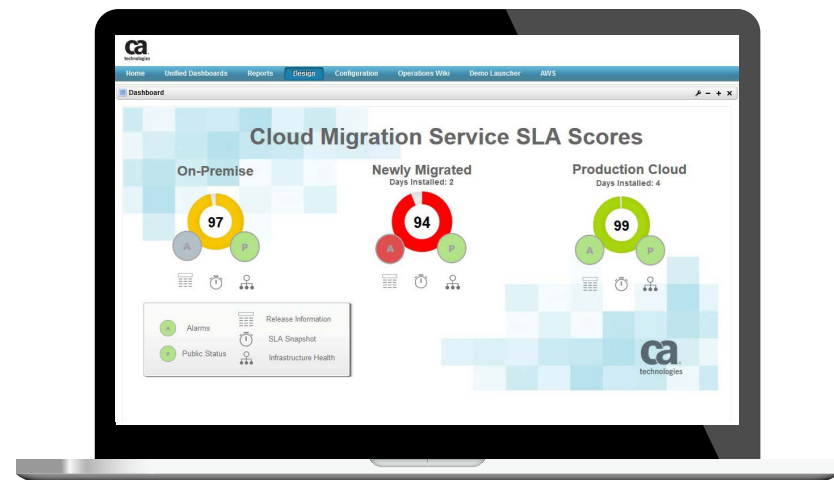 ca
technologies
Home Unified Dashboards Reports Design Configuration Operations Wiki Demo Launcher AWS
Dashboard
Cloud Migration Service SLA Scores
On-Premise
Newly Migrated
Days Installed: 2
Production Cloud
Days Installed: 4
97
A P
94
A P
99
A P
A Alarms
P Public Status
Release Information
SLA Snapshot
Infrastructure Health
ca
technologies